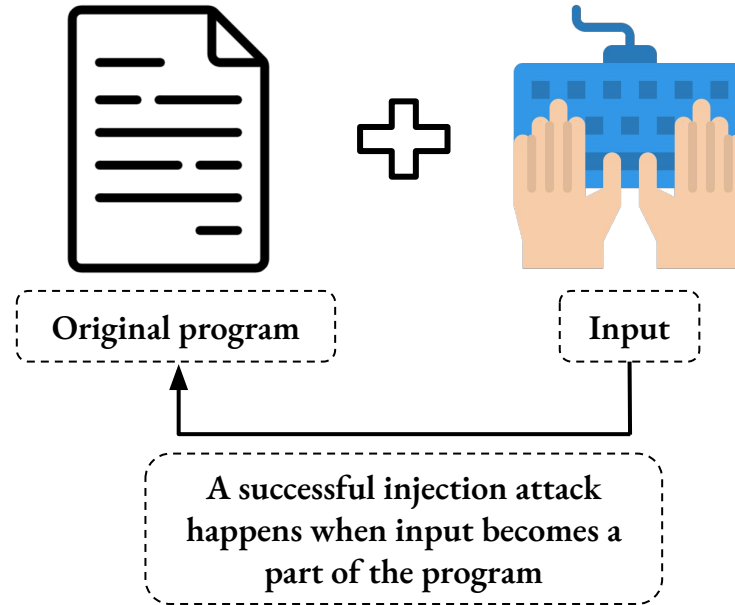 Original program
Input
A successful injection attack
happens when input becomes a
part of the program